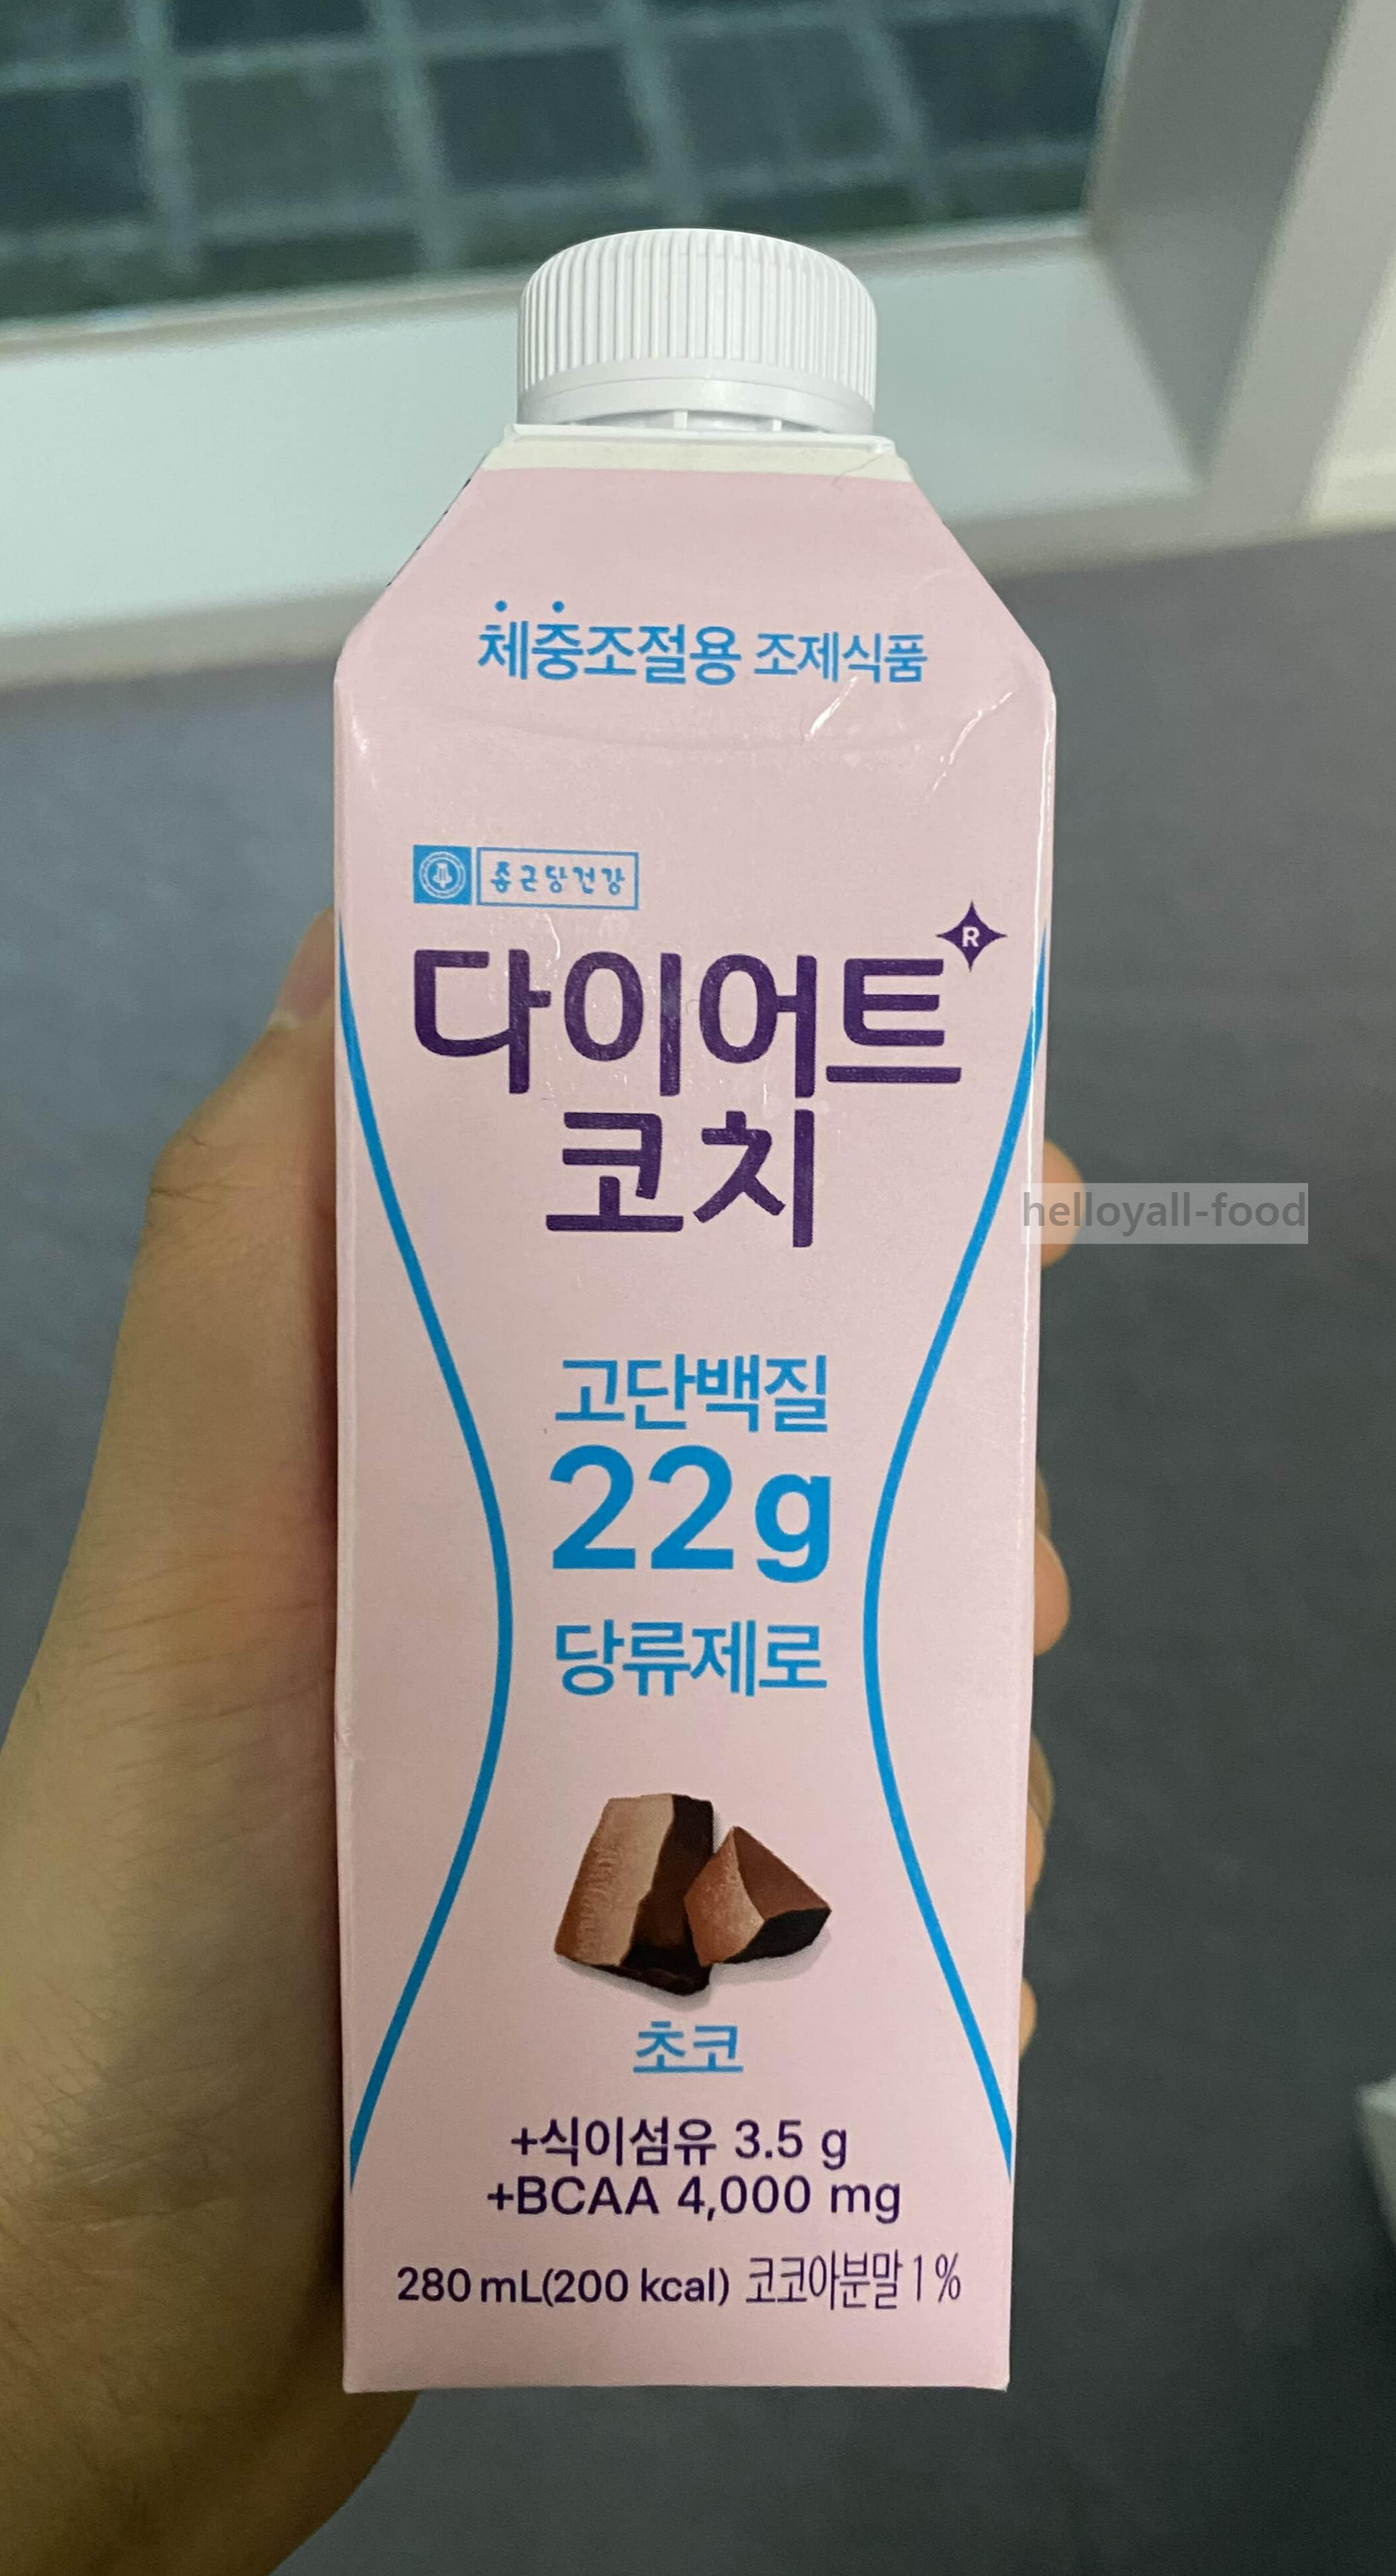 체중조절용 조제식품
종근당건강
다이어트
R
코치
helloyall-food
고단백질
22g
당류제로
초코
+식이섬유 3.5 g
+BCAA 4,000 mg
280 mL(200 kcal) 코코아분말 1 %